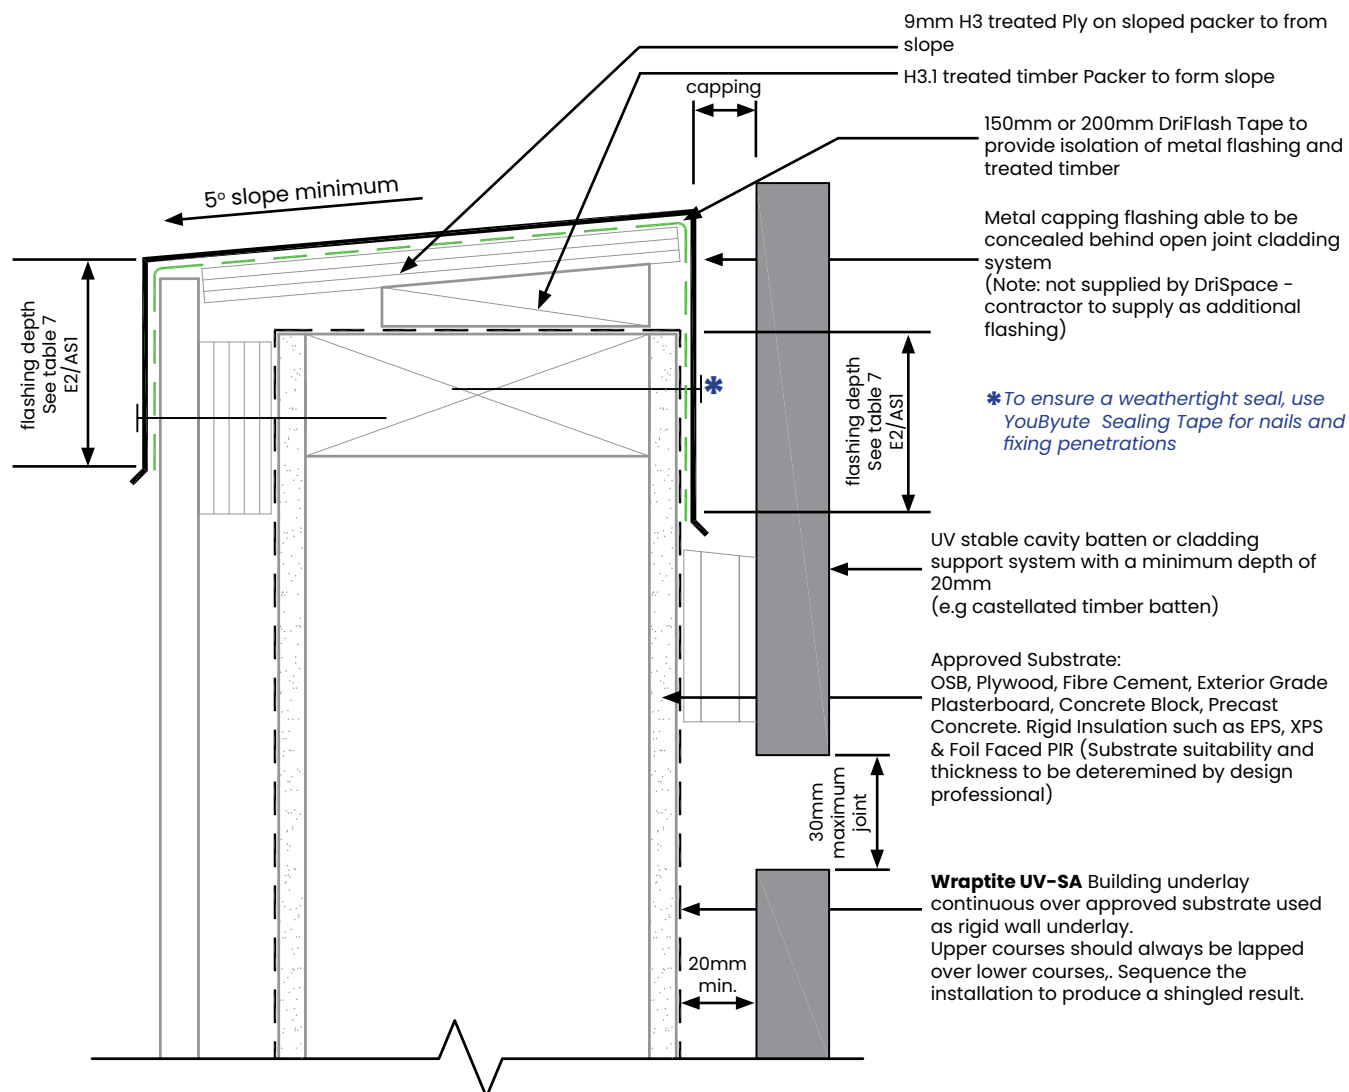 9mm H3 treated Ply on sloped packer to from
slope
H3.1 treated timber Packer to form slope
capping
150mm or 200mm DriFlash Tape to
provide isolation of metal flashing and
treated timber
5° slope minimum
Metal capping flashing able to be
concealed behind open joint cladding
system
(Note: not supplied by DriSpace -
contractor to supply as additional
flashing)
flashing depth
See table 7
E2/AS1
flashing depth
See table 7
E2/AS1
*
*To ensure a weathertight seal, use
YouByute Sealing Tape for nails and
fixing penetrations
UV stable cavity batten or cladding
support system with a minimum depth of
20mm
(e.g castellated timber batten)
Approved Substrate:
OSB, Plywood, Fibre Cement, Exterior Grade
Plasterboard, Concrete Block, Precast
Concrete. Rigid Insulation such as EPS, XPS
& Foil Faced PIR (Substrate suitability and
thickness to be deteremined by design
professional)
30mm
maximum
joint
Wraptite UV-SA Building underlay
continuous over approved substrate used
as rigid wall underlay.
Upper courses should always be lapped
over lower courses,. Sequence the
installation to produce a shingled result.
20mm
min.